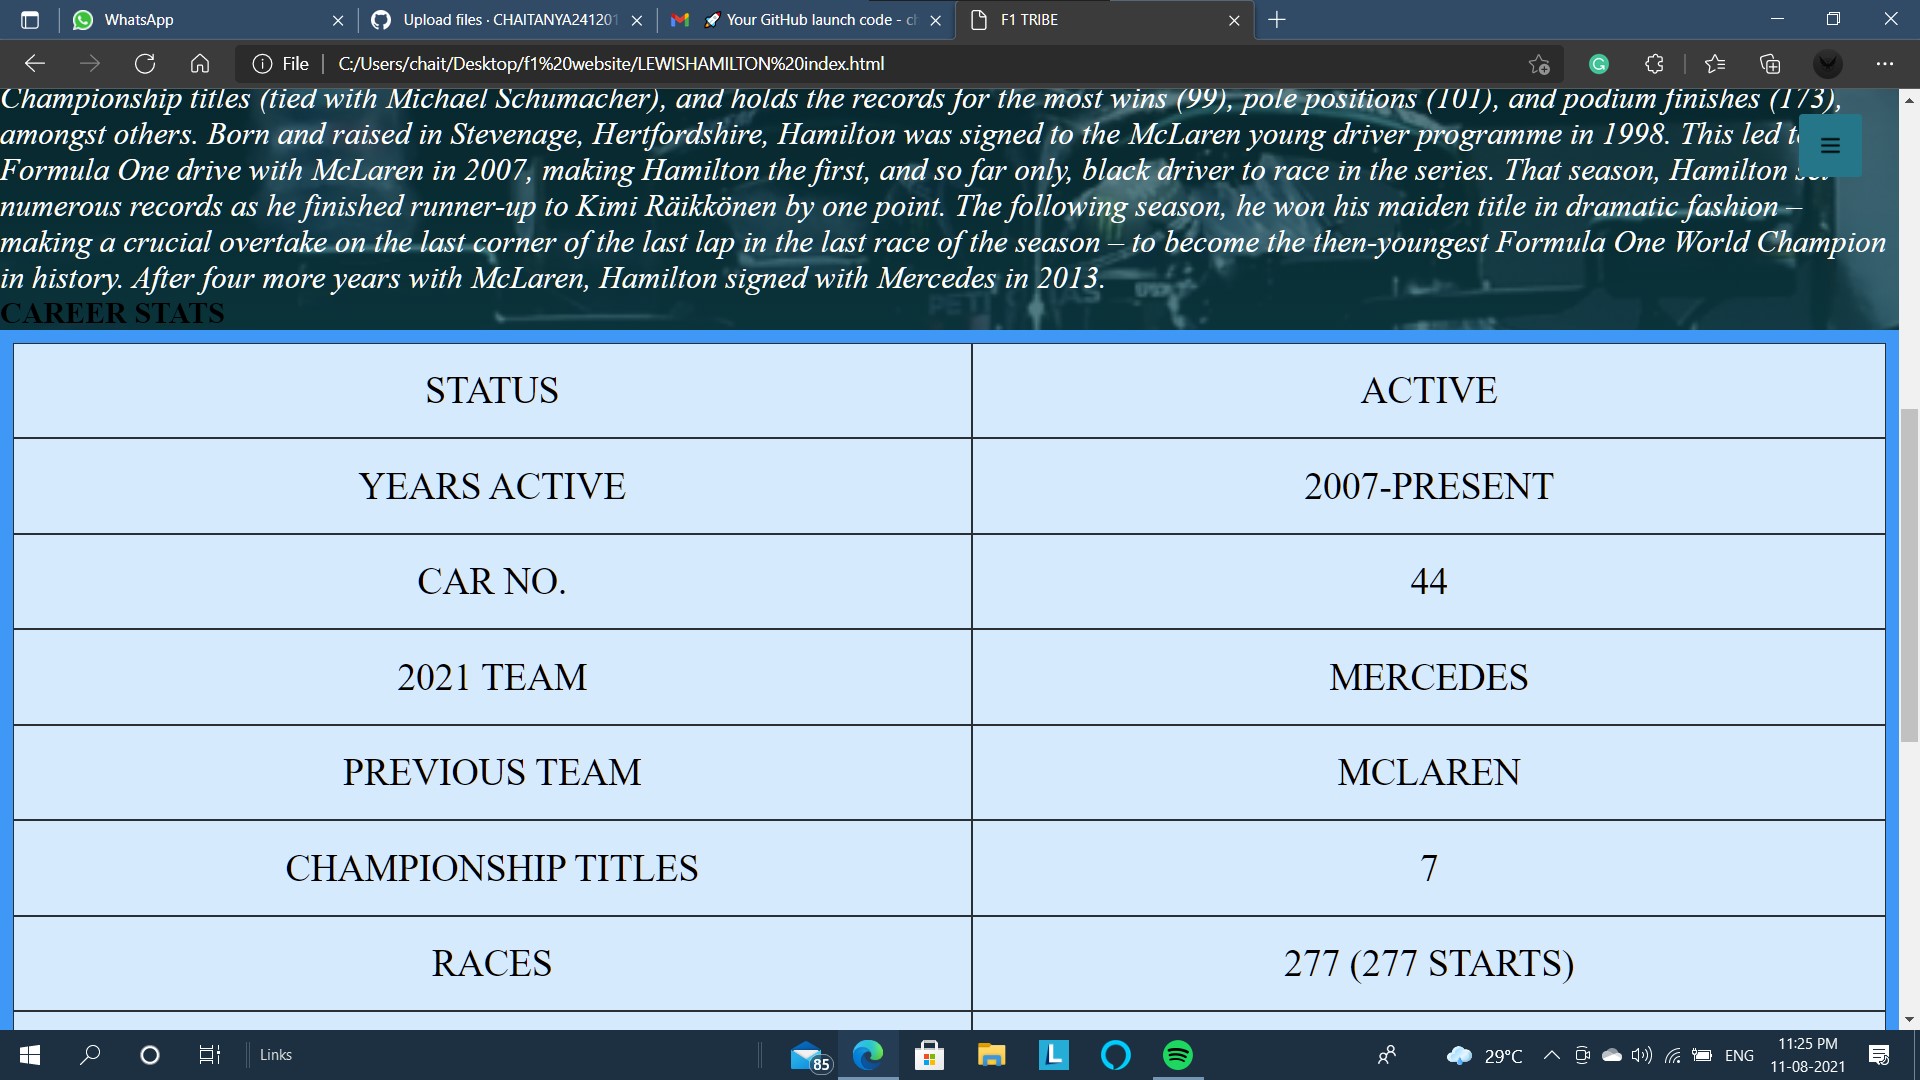 WhatsApp
Upload files · CHAITANYA241201
🚀 Your GitHub launch code - ch
F1 TRIBE
File
C:/Users/chait/Desktop/f1%20website/LEWISHAMILTON%20index.html
Championship titles (tied with Michael Schumacher), and holds the records for the most wins (99), pole positions (101), and podium finishes (173),
amongst others. Born and raised in Stevenage, Hertfordshire, Hamilton was signed to the McLaren young driver programme in 1998. This led
Formula One drive with McLaren in 2007, making Hamilton the first, and so far only, black driver to race in the series. That season, Hamilton
numerous records as he finished runner-up to Kimi Räikkönen by one point. The following season, he won his maiden title in dramatic fashion –
making a crucial overtake on the last corner of the last lap in the last race of the season – to become the then-youngest Formula One World Champion
in history. After four more years with McLaren, Hamilton signed with Mercedes in 2013.
CAREER STATS
STATUS ACTIVE
YEARS ACTIVE 2007-PRESENT
CAR NO. 44
2021 TEAM MERCEDES
PREVIOUS TEAM MCLAREN
CHAMPIONSHIP TITLES 7
RACES 277 (277 STARTS)
Links
85
L
29°C
ENG
11:25 PM
11-08-2021